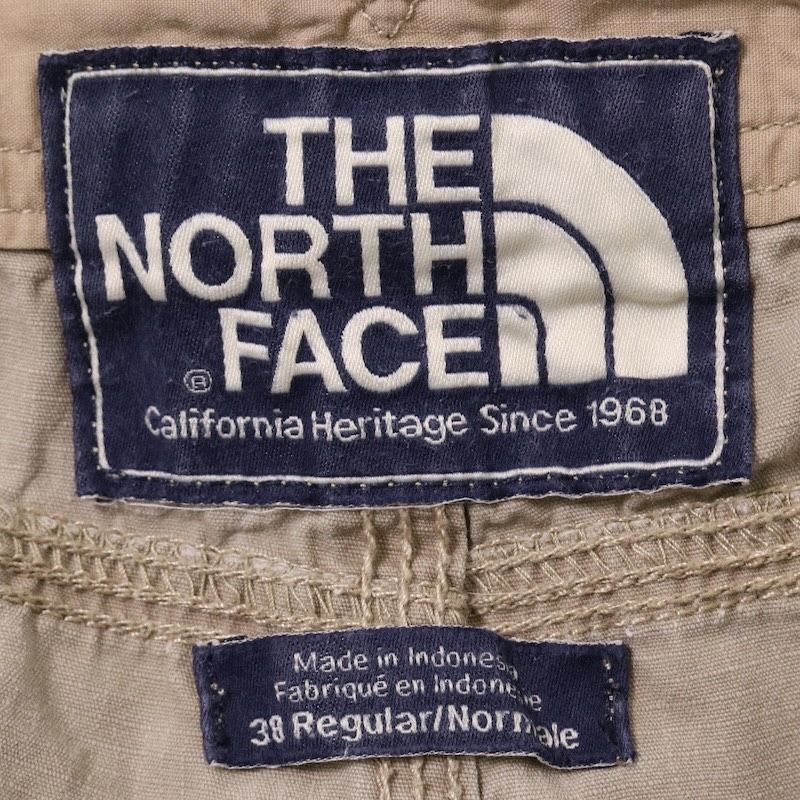 THE
NORTH
® FACE
California Heritage Since 1968
Made in Indonesia
Fabriqué en Indonésie
38 Regular/Normale